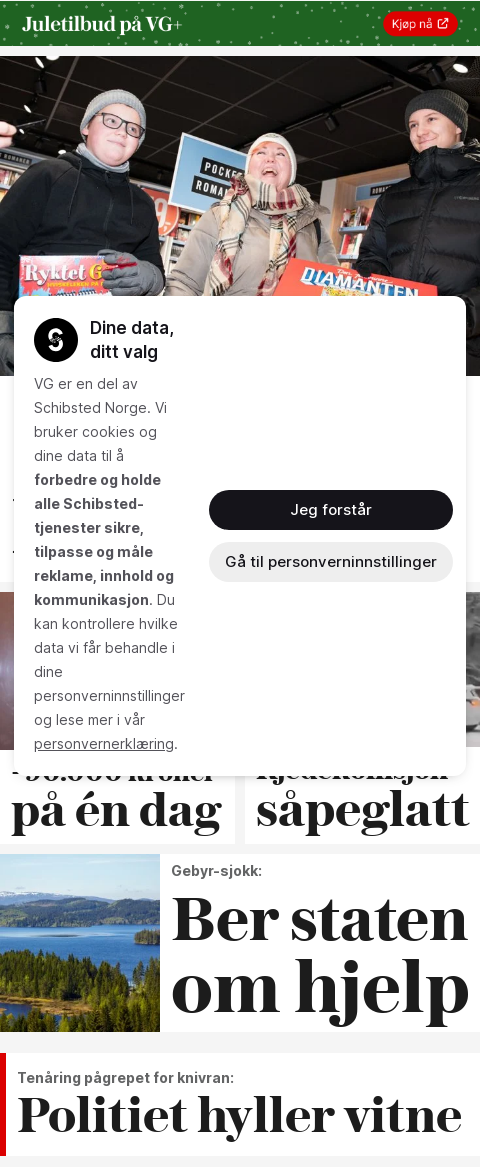 Juletilbud på VG+
Kjøp nå
POCKET
ROMANER
POCKET
ROMANER
Ryktet G
DIAMANTEN
Dine data,
ditt valg
VG er en del av
Schibsted Norge. Vi
bruker cookies og
dine data til å
forbedre og holde
alle Schibsted-
tjenester sikre,
tilpasse og måle
reklame, innhold og
kommunikasjon. Du
kan kontrollere hvilke
data vi får behandle i
dine
personverninnstillinger
og lese mer i vår
personvernerklæring.
Jeg forstår
Gå til personverninnstillinger
på én dag
såpeglatt
Gebyr-sjokk:
Ber staten
om hjelp
Tenåring pågrepet for knivran:
Politiet hyller vitne